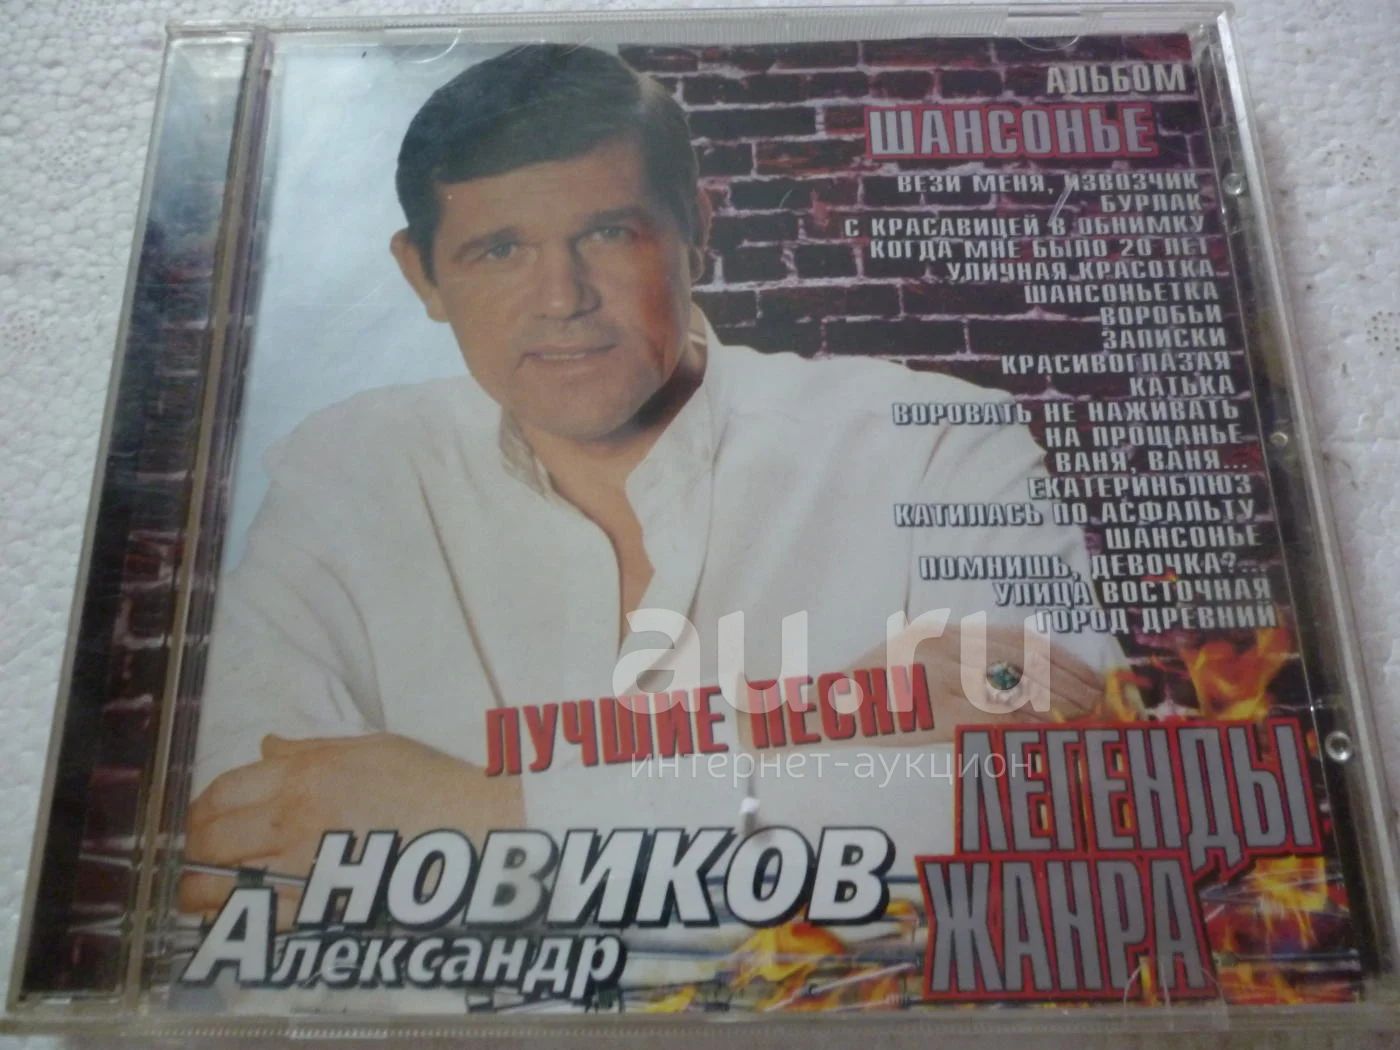 АЛЬБОМ
ШАНСОНЬЕ
ВЕЗИ МЕНЯ, ИЗВОЗЧИК
БУРЛАК
С КРАСАВИЦЕЙ В ОБНИМКУ
КОГДА МНЕ БЫЛО 20 ЛЕТ
УЛИЧНАЯ КРАСОТКА
ШАНСОНЬЕТКА
ВОРОБЬИ
ЗАПИСКИ
КРАСИВОГЛАЗАЯ
КАТЬКА
ВОРОВАТЬ НЕ НАЖИВАТЬ
НА ПРОЩАНЬЕ
ВАНЯ, ВАНЯ...
ЕКАТЕРИНБЛЮЗ
КАТИЛАСЬ ПО АСФАЛЬТУ
ШАНСОНЬЕ
ПОМНИШЬ, ДЕВОЧКА?...
УЛИЦА ВОСТОЧНАЯ
ГОРОД ДРЕВНИЙ
au.ru
интернет-аукцион
ЛУЧШИЕ ПЕСНИ
ЛЕГЕНДЫ
ЖАНРА
НОВИКОВ
АЛЕКСАНДР